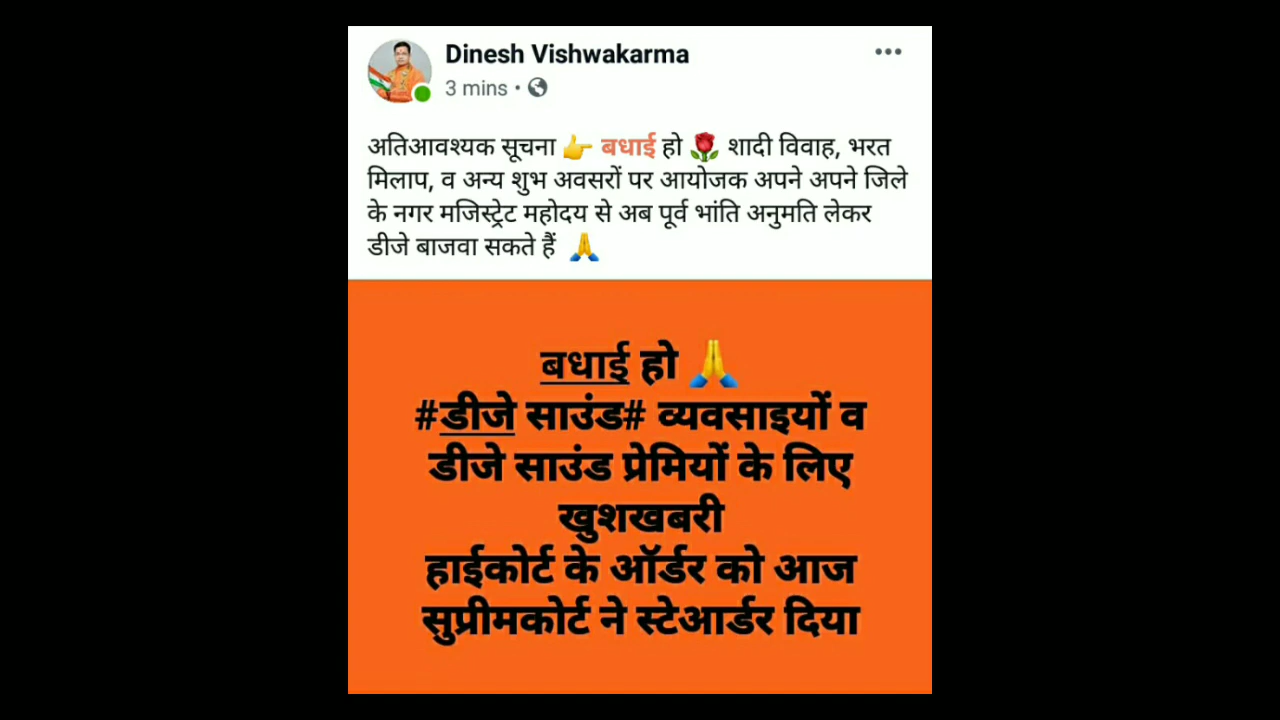 Dinesh Vishwakarma
3 mins •
अतिआवश्यक सूचना 👉 बधाई हो 🌹 शादी विवाह, भरत
मिलाप, व अन्य शुभ अवसरों पर आयोजक अपने अपने जिले
के नगर मजिस्ट्रेट महोदय से अब पूर्व भांति अनुमति लेकर
डीजे बाजवा सकते हैं 🙏
बधाई हो 🙏
#डीजे साउंड# व्यवसाइयों व
डीजे साउंड प्रेमियों के लिए
खुशखबरी
हाईकोर्ट के ऑर्डर को आज
सुप्रीमकोर्ट ने स्टेआर्डर दिया